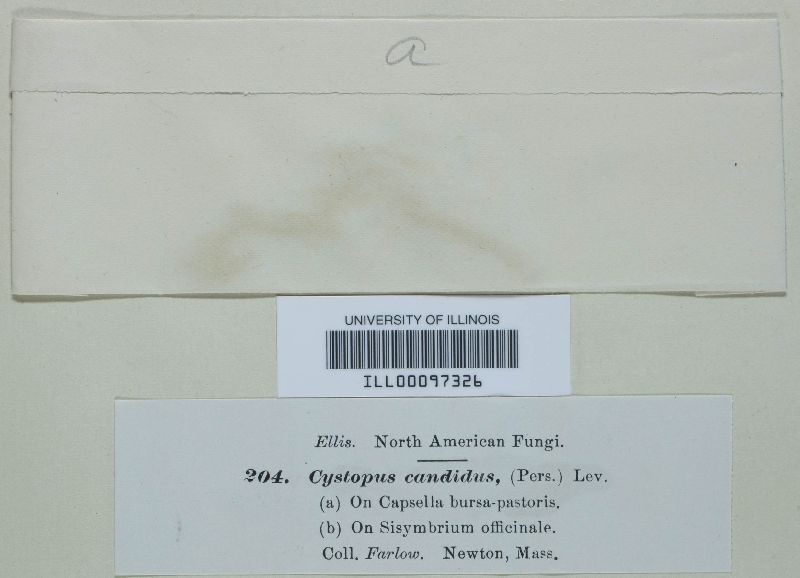 a
UNIVERSITY OF ILLINOIS
ILL00097326
Ellis. North American Fungi.
204. Cystopus candidus, (Pers.) Lev.
(a) On Capsella bursa-pastoris.
(b) On Sisymbrium officinale.
Coll. Farlow. Newton, Mass.